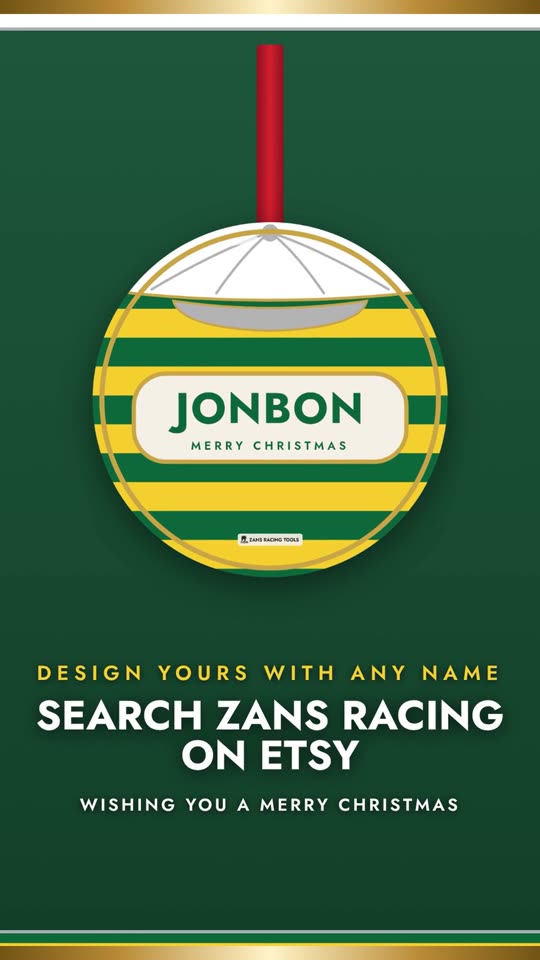 JONBON
MERRY CHRISTMAS
ZANS RACING TOOLS
DESIGN YOURS WITH ANY NAME
SEARCH ZANS RACING
ON ETSY
WISHING YOU A MERRY CHRISTMAS